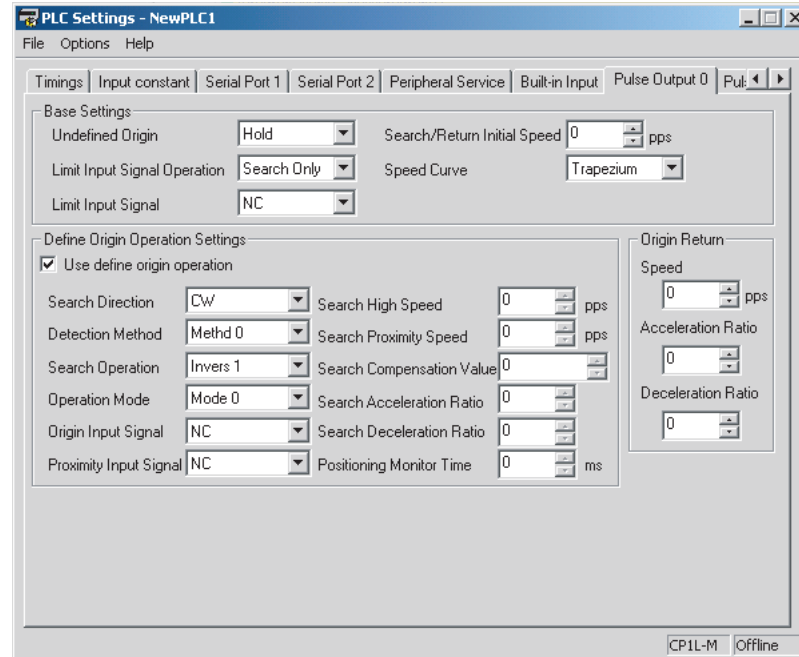 PLC Settings - NewPLC1
File Options Help
Timings Input constant Serial Port 1 Serial Port 2 Peripheral Service Built-in Input Pulse Output 0
Base Settings
Undefined Origin Hold Search/Return Initial Speed 0 pps
Limit Input Signal Operation Search Only Speed Curve Trapezium
Limit Input Signal NC
Define Origin Operation Settings
Use define origin operation
Search Direction CW Search High Speed 0 pps
Detection Method Methd 0 Search Proximity Speed 0 pps
Search Operation Invers 1 Search Compensation Value 0
Operation Mode Mode 0 Search Acceleration Ratio 0
Origin Input Signal NC Search Deceleration Ratio 0
Proximity Input Signal NC Positioning Monitor Time 0 ms
Origin Return
Speed
0 pps
Acceleration Ratio
0
Deceleration Ratio
0
CP1L-M Offline